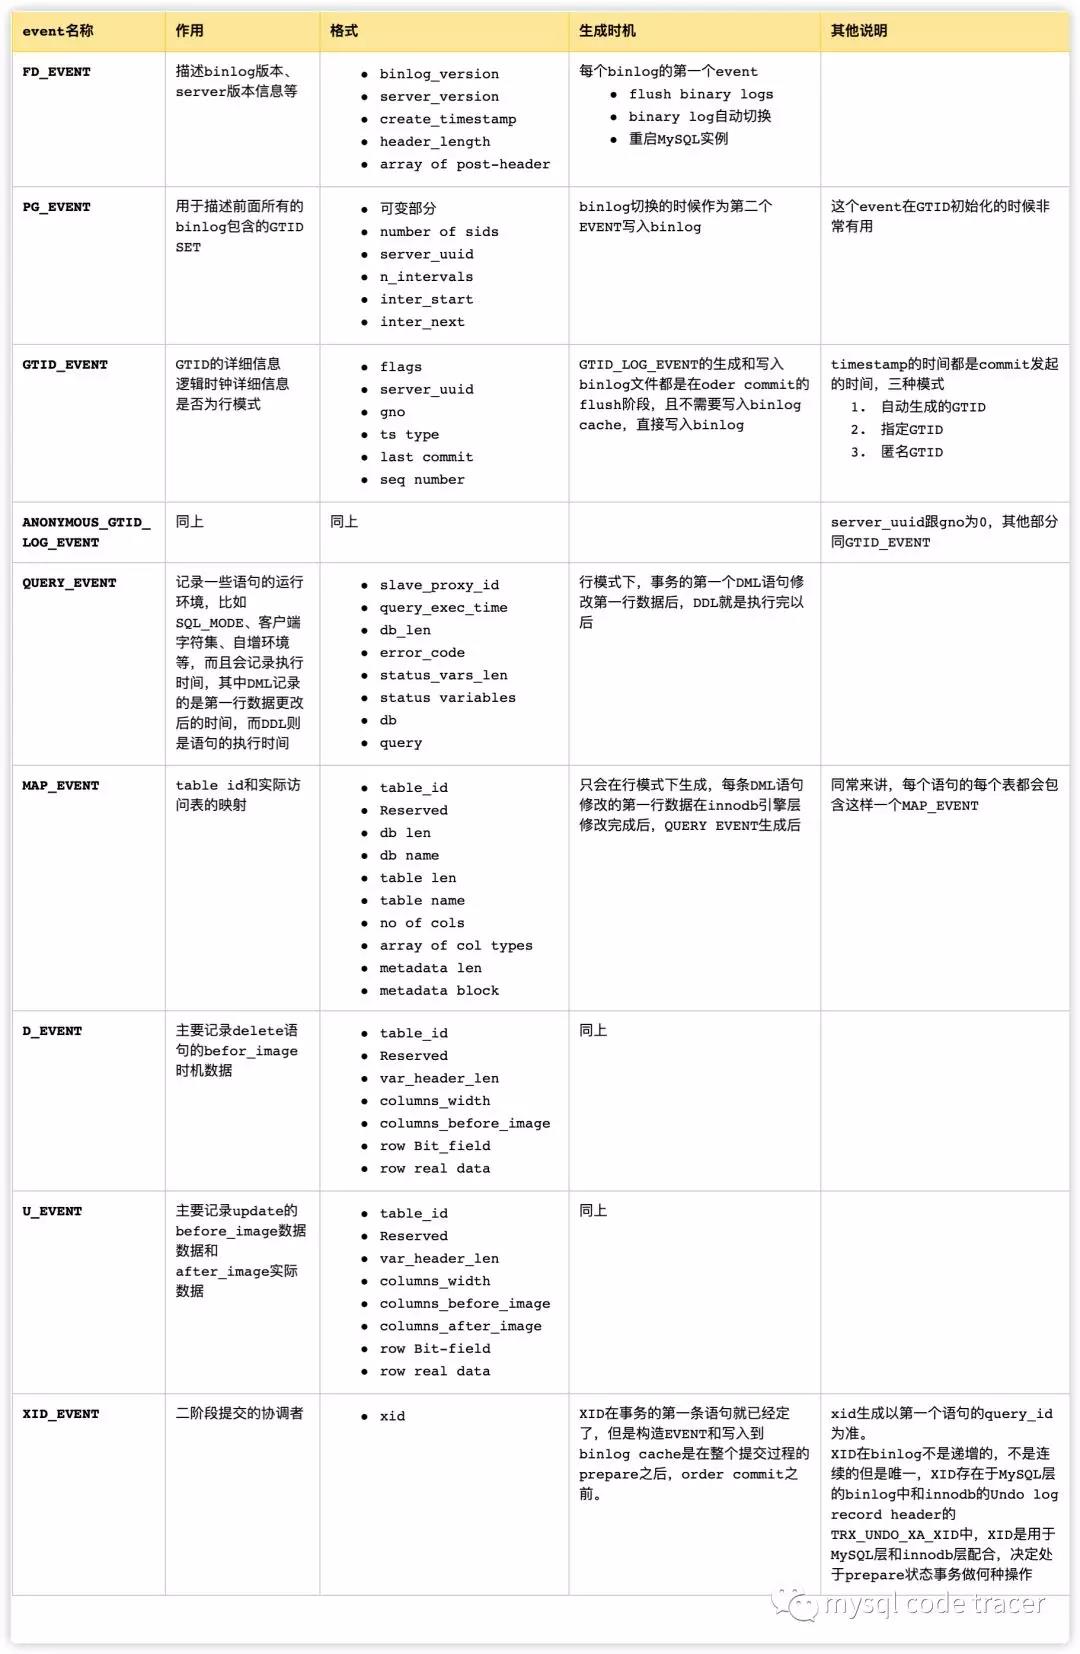 event名称 作用 格式 生成时机 其他说明
FD_EVENT
描述binlog版本、
server版本信息等
• binlog_version
• server_version
• create_timestamp
• header_length
• array of post-header
每个binlog的第一个event
• flush binary logs
• binary log自动切换
• 重启MySQL实例
PG_EVENT
用于描述前面所有的
binlog包含的GTID
SET
• 可变部分
• number of sids
• server_uuid
• n_intervals
• inter_start
• inter_next
binlog切换的时候作为第二个
EVENT写入binlog
这个event在GTID初始化的时候非
常有用
GTID_EVENT
GTID的详细信息
逻辑时钟详细信息
是否为行模式
• flags
• server_uuid
• gno
• ts type
• last commit
• seq number
GTID_LOG_EVENT的生成和写入
binlog文件都是在oder commit的
flush阶段，且不需要写入binlog
cache，直接写入binlog
timestamp的时间都是commit发起
的时间，三种模式
1. 自动生成的GTID
2. 指定GTID
3. 匿名GTID
ANONYMOUS_GTID_
LOG_EVENT
同上
同上
server_uuid跟gno为0，其他部分
同GTID_EVENT
QUERY_EVENT
记录一些语句的运行
环境，比如
SQL_MODE、客户端
字符集、自增环境
等，而且会记录执行
时间，其中DML记录
的是第一行数据更改
后的时间，而DDL则
是语句的执行时间
• slave_proxy_id
• query_exec_time
• db_len
• error_code
• status_vars_len
• status variables
• db
• query
行模式下，事务的第一个DML语句修
改第一行数据后，DDL就是执行完以
后
MAP_EVENT
table id和实际访
问表的映射
• table_id
• Reserved
• db len
• db name
• table len
• table name
• no of cols
• array of col types
• metadata len
• metadata block
只会在行模式下生成，每条DML语句
修改的第一行数据在innodb引擎层
修改完成后，QUERY EVENT生成后
同常来讲，每个语句的每个表都会包
含这样一个MAP_EVENT
D_EVENT
主要记录delete语
句的befor_image
时机数据
• table_id
• Reserved
• var_header_len
• columns_width
• columns_before_image
• row Bit_field
• row real data
同上
U_EVENT
主要记录update的
before_image数据
数据和
after_image实际
数据
• table_id
• Reserved
• var_header_len
• columns_width
• columns_before_image
• columns_after_image
• row Bit-field
• row real data
同上
XID_EVENT
二阶段提交的协调者
• xid
XID在事务的第一条语句就已经定
了，但是构造EVENT和写入到
binlog cache是在整个提交过程的
prepare之后，order commit之
前。
xid生成以第一个语句的query_id
为准。
XID在binlog不是递增的，不是连
续的但是唯一，XID存在于MySQL层
的binlog中和innodb的Undo log
record header的
TRX_UNDO_XA_XID中，XID是用于
MySQL层和innodb层配合，决定处
于prepare状态事务做何种操作
mysql code tracer